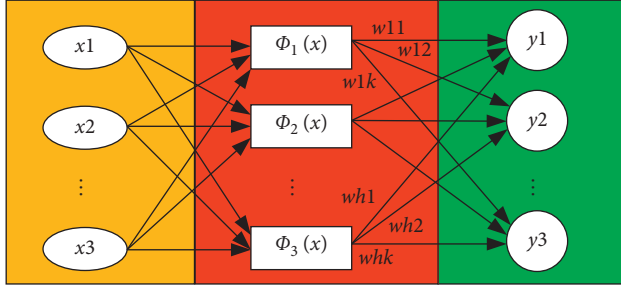 x1
Φ1 (x)
w11
w12
w1k
y1
x2
Φ2 (x)
y2
⋮
⋮
⋮
wh1
wh2
whk
x3
Φ3 (x)
y3